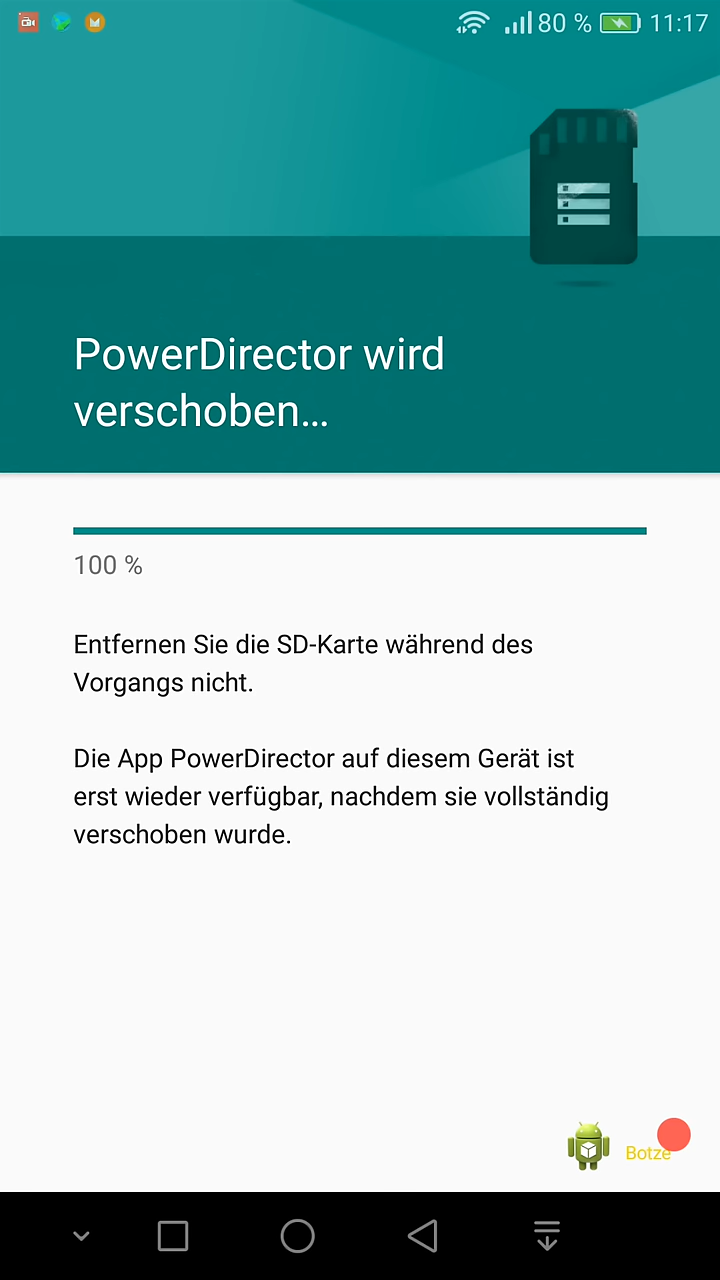 80 % 11:17
PowerDirector wird
verschoben…
100 %
Entfernen Sie die SD-Karte während des
Vorgangs nicht.
Die App PowerDirector auf diesem Gerät ist
erst wieder verfügbar, nachdem sie vollständig
verschoben wurde.
Botze